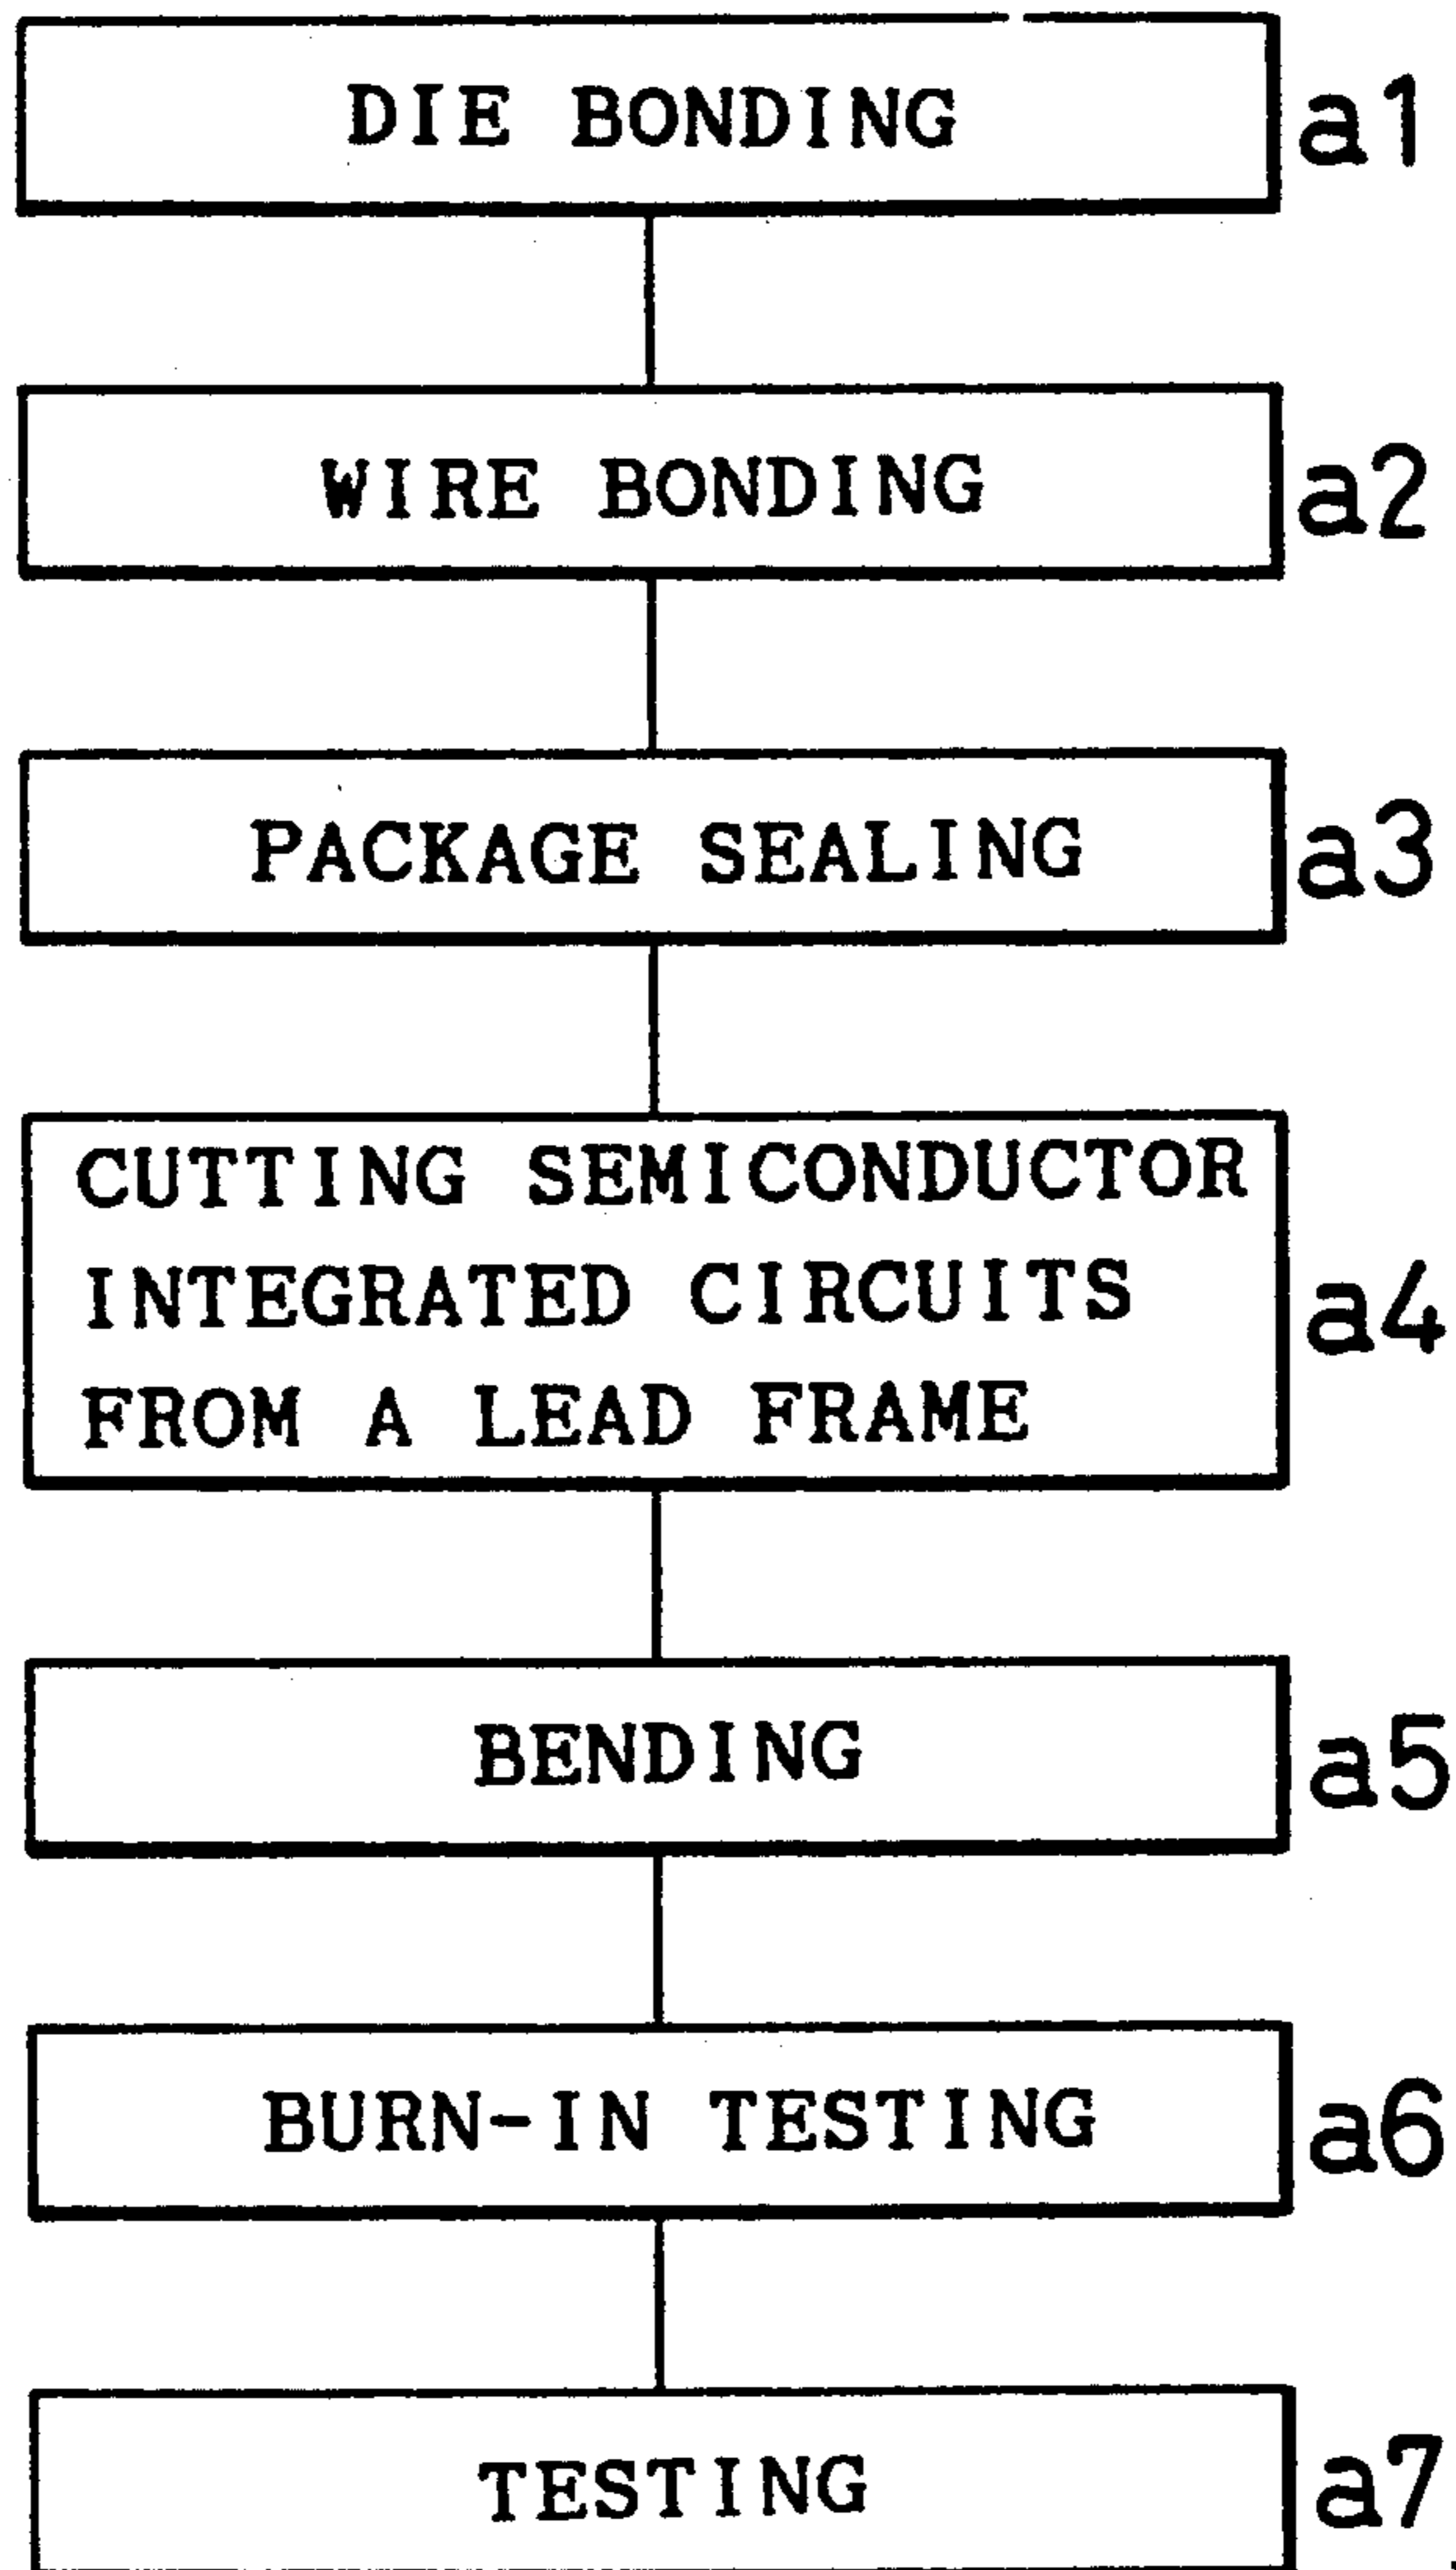 DIE BONDING a1
WIRE BONDING a2
PACKAGE SEALING a3
CUTTING SEMICONDUCTOR
INTEGRATED CIRCUITS a4
FROM A LEAD FRAME
BENDING a5
BURN-IN TESTING a6
TESTING a7